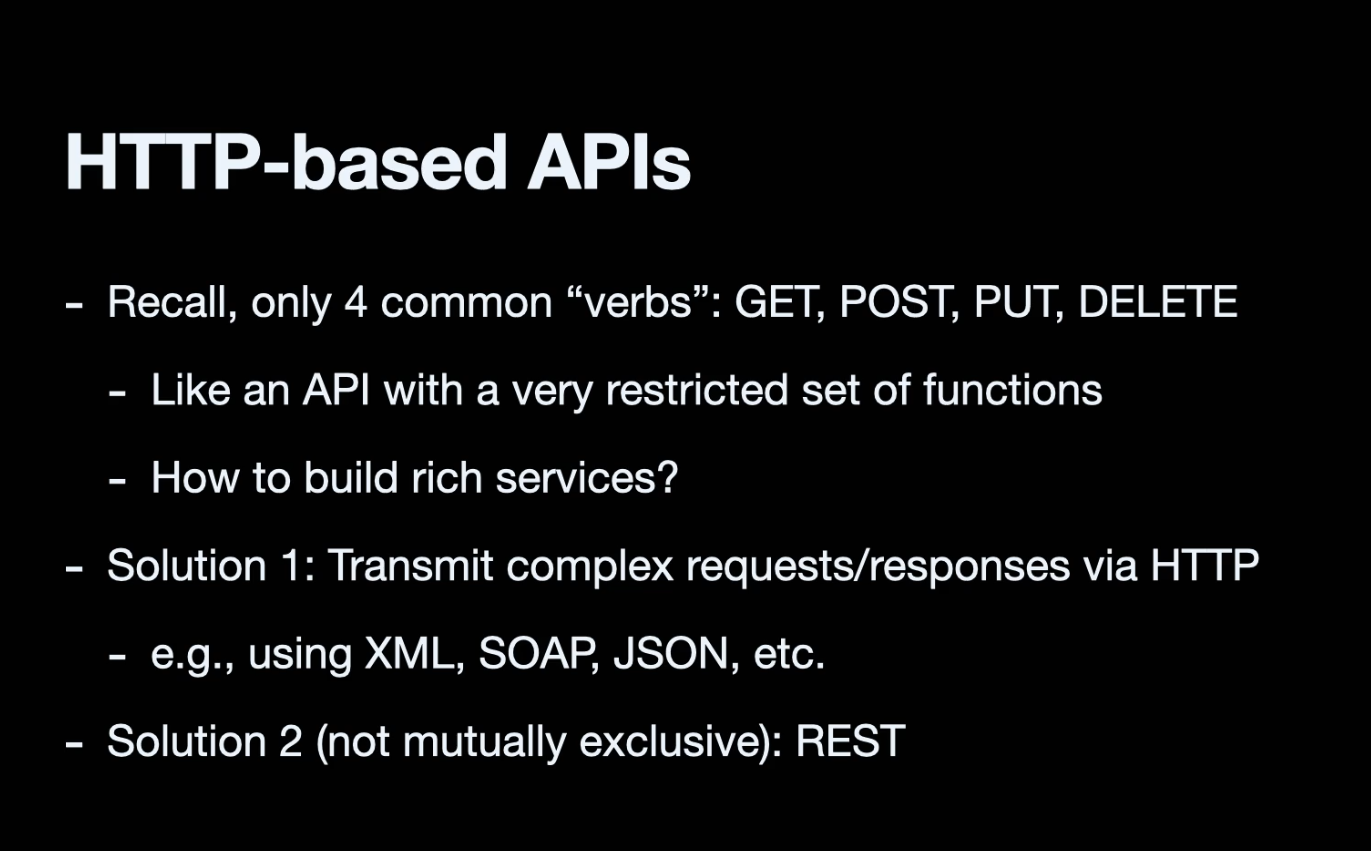 HTTP-based APIs
- Recall, only 4 common “verbs”: GET, POST, PUT, DELETE
- Like an API with a very restricted set of functions
- How to build rich services?
- Solution 1: Transmit complex requests/responses via HTTP
- e.g., using XML, SOAP, JSON, etc.
- Solution 2 (not mutually exclusive): REST